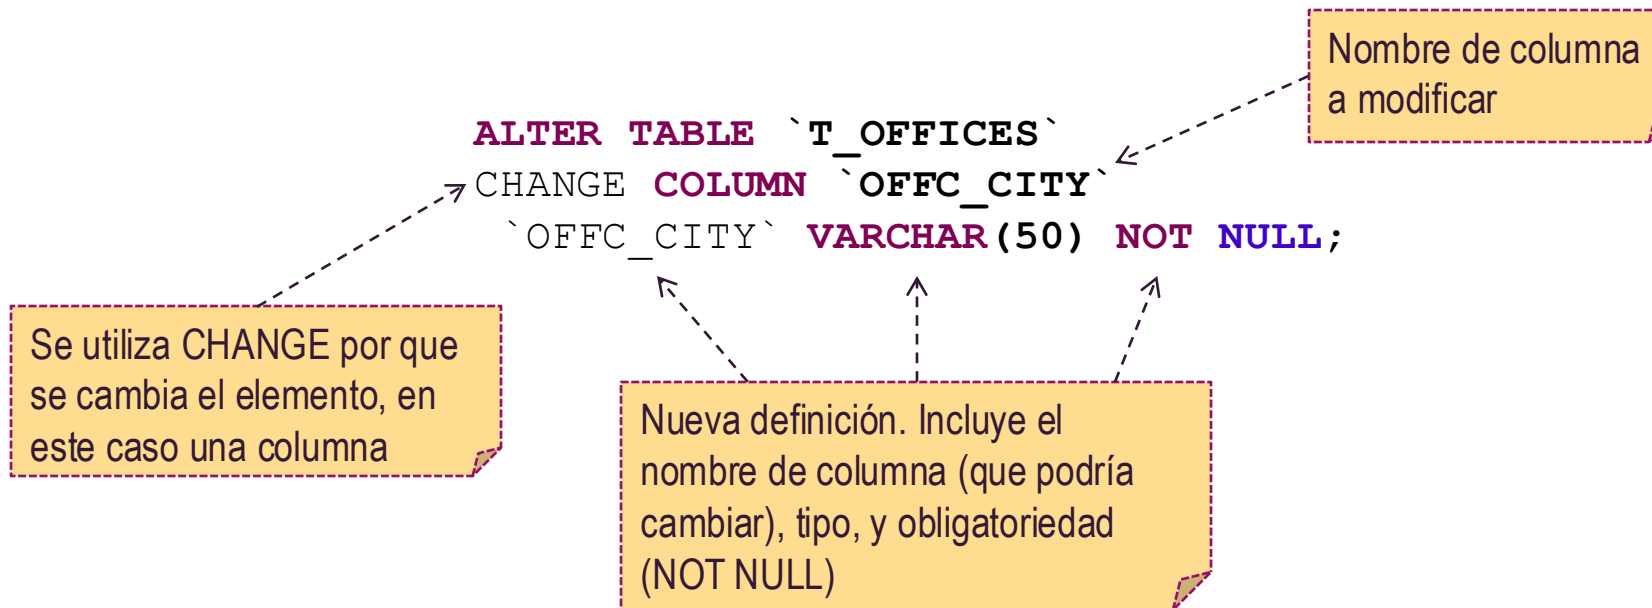 Nombre de columna
a modificar
ALTER TABLE `T_OFFICES`
CHANGE COLUMN `OFFC_CITY`
`OFFC_CITY` VARCHAR(50) NOT NULL;
Se utiliza CHANGE por que
se cambia el elemento, en
este caso una columna
Nueva definición. Incluye el
nombre de columna (que podría
cambiar), tipo, y obligatoriedad
(NOT NULL)